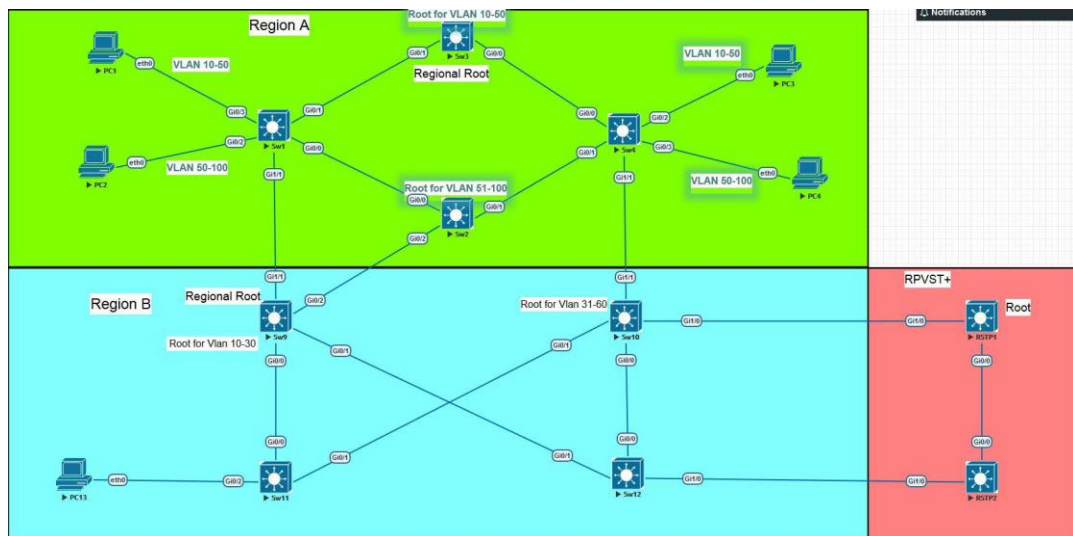 Notifications
Region A
Root for VLAN 10-50
Gi0/1
Gi0/0
Sw3
Regional Root
PC1
eth0
VLAN 10-50
VLAN 10-50
eth0
PC3
Gi0/3
Gi0/1
Gi0/0
Gi0/2
Gi0/2
Sw1
Gi0/0
Sw4
Gi0/1
Gi0/3
PC2
eth0
VLAN 50-100
Gi1/1
Gi1/1
VLAN 50-100
eth0
PC4
Root for VLAN 51-100
Gi0/0
Gi0/1
Sw2
Gi0/2
Region B
Regional Root
Gi1/1
Gi0/2
Sw9
Root for Vlan 10-30
Gi0/0
Gi0/1
Root for Vlan 31-60
Gi1/1
Gi1/0
Sw10
Gi0/1
Gi0/0
RPVST+
Root
Gi1/0
RSTP1
Gi0/0
Gi0/0
Gi0/1
Gi0/0
Gi0/1
Gi0/0
PC13
eth0
Gi0/2
Sw11
Sw12
Gi1/0
Gi1/0
RSTP2